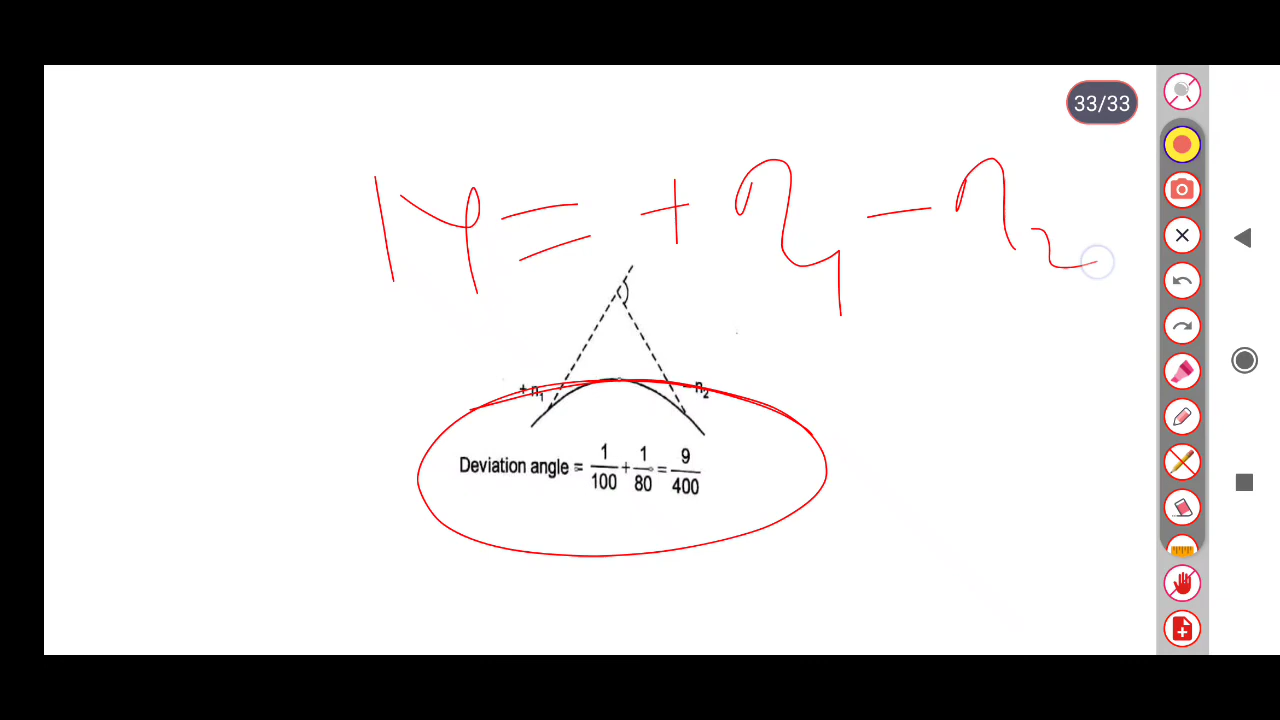 33/33
N = + n₁ - n₂
+ n₁ - n₂
Deviation angle = 1/100 + 1/80 = 9/400